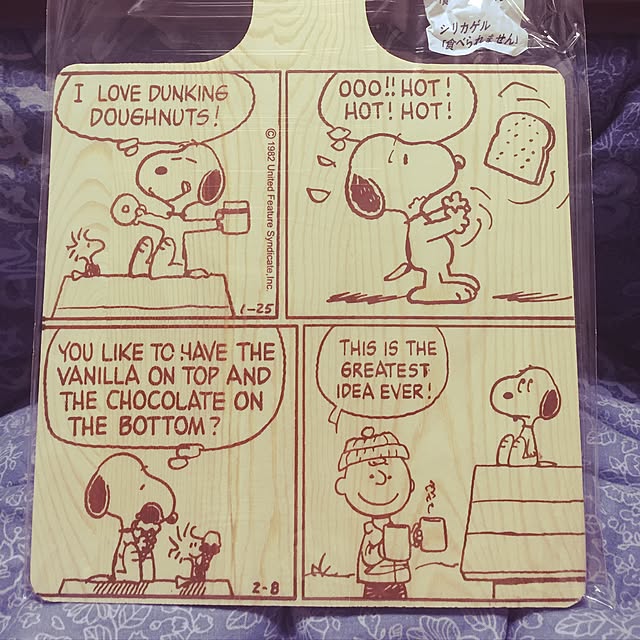 シリカゲル
「食べられません」
I LOVE DUNKING
DOUGHNUTS!
© 1982 United Feature Syndicate,Inc.
1-25
OOO!! HOT!
HOT! HOT!
YOU LIKE TO HAVE THE
VANILLA ON TOP AND
THE CHOCOLATE ON
THE BOTTOM?
2-8
THIS IS THE
GREATEST
IDEA EVER!